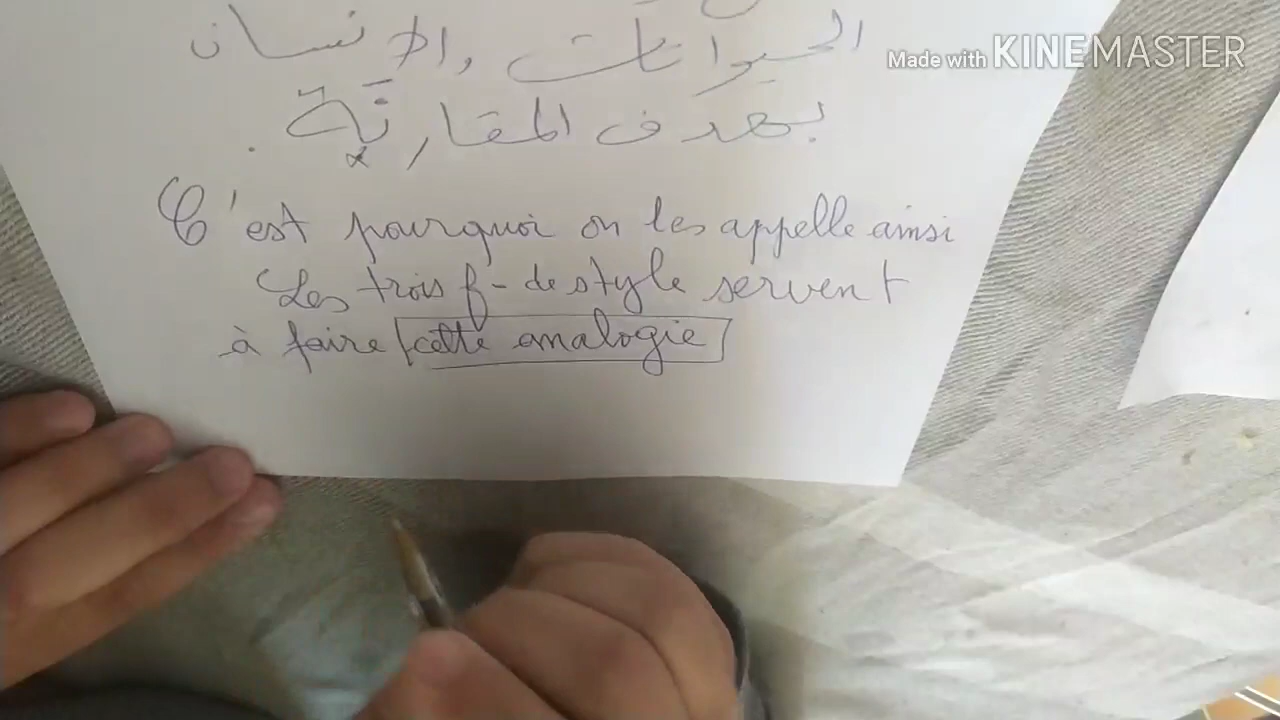 الحيوانات والإنسان
بهدف المقارنة.
C'est pourquoi on les appelle ainsi
Les trois f- de style servent
à faire cette analogie
Made with KINEMASTER